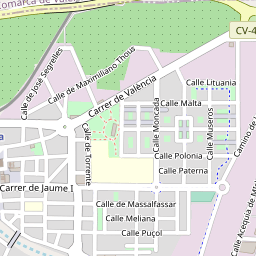 Comarca de
CV-4
Calle de José Segrelles
Calle de Maximiliano Thous
Carrer de València
Calle Lituania
Calle Malta
Calle Moncada
Calle Museros
Camino de
Calle de Torrente
Calle Polonia
Calle Paterna
Carrer de Jaume I
Calle de Massalfassar
Calle Meliana
Calle Puçol
Calle Acequia de